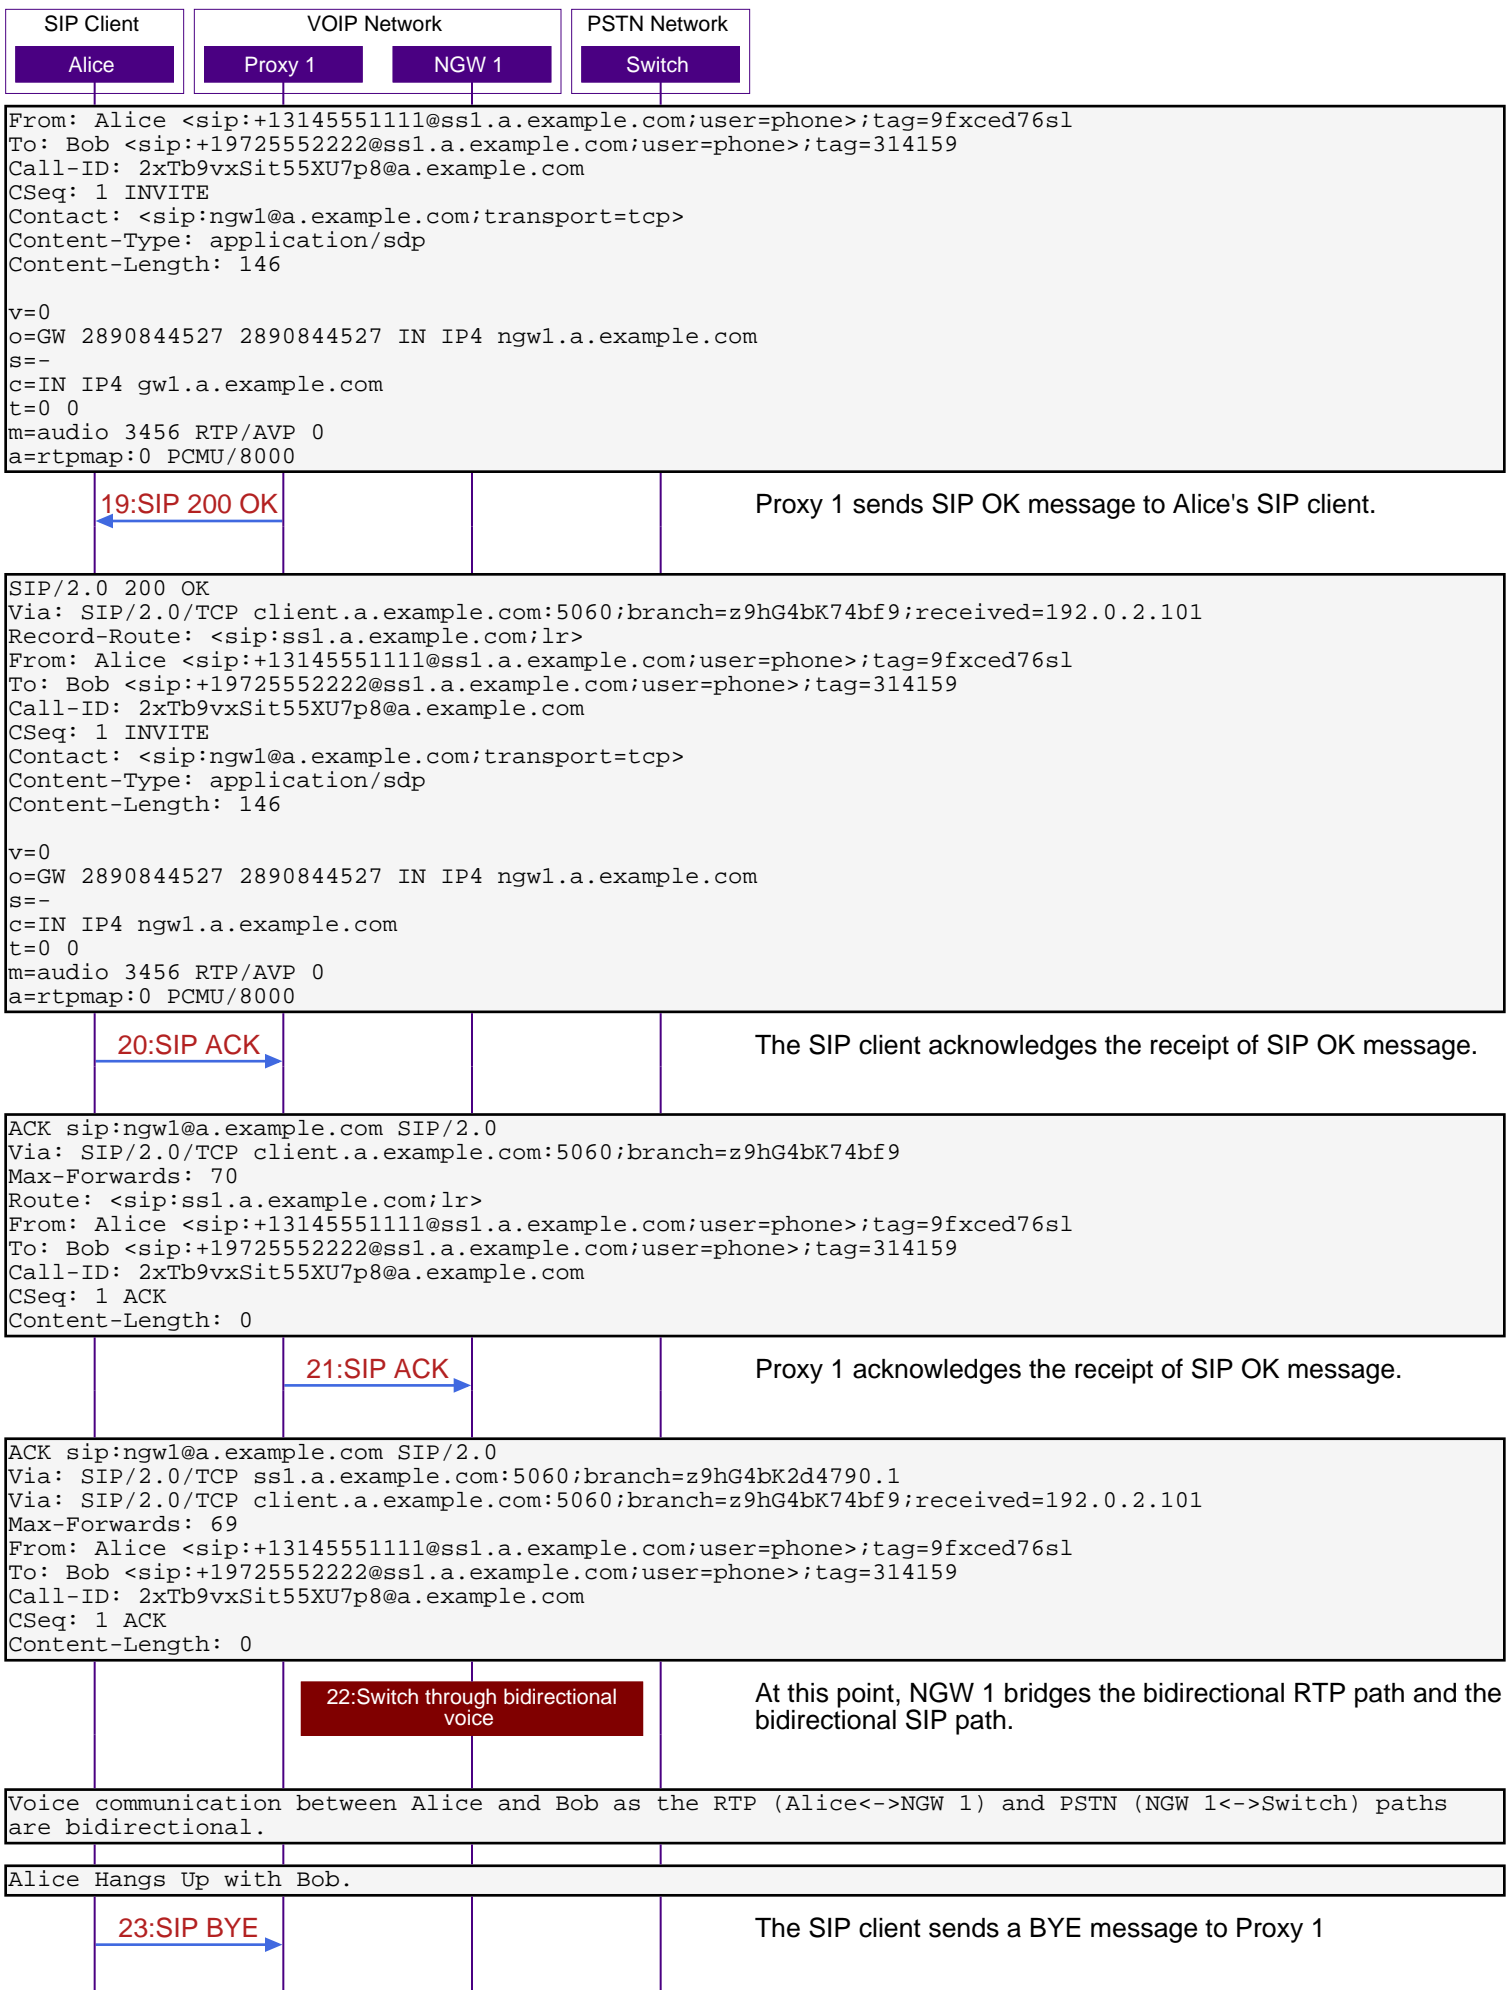 SIP Client
VOIP Network
PSTN Network
Alice
Proxy 1
NGW 1
Switch
From: Alice <sip:+13145551111@ss1.a.example.com;user=phone>;tag=9fxced76sl
To: Bob <sip:+19725552222@ss1.a.example.com;user=phone>;tag=314159
Call-ID: 2xTb9vxSit55XU7p8@a.example.com
CSeq: 1 INVITE
Contact: <sip:ngw1@a.example.com;transport=tcp>
Content-Type: application/sdp
Content-Length: 146
v=0
o=GW 2890844527 2890844527 IN IP4 ngw1.a.example.com
s=-
c=IN IP4 gw1.a.example.com
t=0 0
m=audio 3456 RTP/AVP 0
a=rtpmap:0 PCMU/8000
19:SIP 200 OK
Proxy 1 sends SIP OK message to Alice's SIP client.
SIP/2.0 200 OK
Via: SIP/2.0/TCP client.a.example.com:5060;branch=z9hG4bK74bf9;received=192.0.2.101
Record-Route: <sip:ss1.a.example.com;lr>
From: Alice <sip:+13145551111@ss1.a.example.com;user=phone>;tag=9fxced76sl
To: Bob <sip:+19725552222@ss1.a.example.com;user=phone>;tag=314159
Call-ID: 2xTb9vxSit55XU7p8@a.example.com
CSeq: 1 INVITE
Contact: <sip:ngw1@a.example.com;transport=tcp>
Content-Type: application/sdp
Content-Length: 146
v=0
o=GW 2890844527 2890844527 IN IP4 ngw1.a.example.com
s=-
c=IN IP4 ngw1.a.example.com
t=0 0
m=audio 3456 RTP/AVP 0
a=rtpmap:0 PCMU/8000
20:SIP ACK
The SIP client acknowledges the receipt of SIP OK message.
ACK sip:ngw1@a.example.com SIP/2.0
Via: SIP/2.0/TCP client.a.example.com:5060;branch=z9hG4bK74bf9
Max-Forwards: 70
Route: <sip:ss1.a.example.com;lr>
From: Alice <sip:+13145551111@ss1.a.example.com;user=phone>;tag=9fxced76sl
To: Bob <sip:+19725552222@ss1.a.example.com;user=phone>;tag=314159
Call-ID: 2xTb9vxSit55XU7p8@a.example.com
CSeq: 1 ACK
Content-Length: 0
21:SIP ACK
Proxy 1 acknowledges the receipt of SIP OK message.
ACK sip:ngw1@a.example.com SIP/2.0
Via: SIP/2.0/TCP ss1.a.example.com:5060;branch=z9hG4bK2d4790.1
Via: SIP/2.0/TCP client.a.example.com:5060;branch=z9hG4bK74bf9;received=192.0.2.101
Max-Forwards: 69
From: Alice <sip:+13145551111@ss1.a.example.com;user=phone>;tag=9fxced76sl
To: Bob <sip:+19725552222@ss1.a.example.com;user=phone>;tag=314159
Call-ID: 2xTb9vxSit55XU7p8@a.example.com
CSeq: 1 ACK
Content-Length: 0
22:Switch through bidirectional
voice
At this point, NGW 1 bridges the bidirectional RTP path and the
bidirectional SIP path.
Voice communication between Alice and Bob as the RTP (Alice<->NGW 1) and PSTN (NGW 1<->Switch) paths
are bidirectional.
Alice Hangs Up with Bob.
23:SIP BYE
The SIP client sends a BYE message to Proxy 1